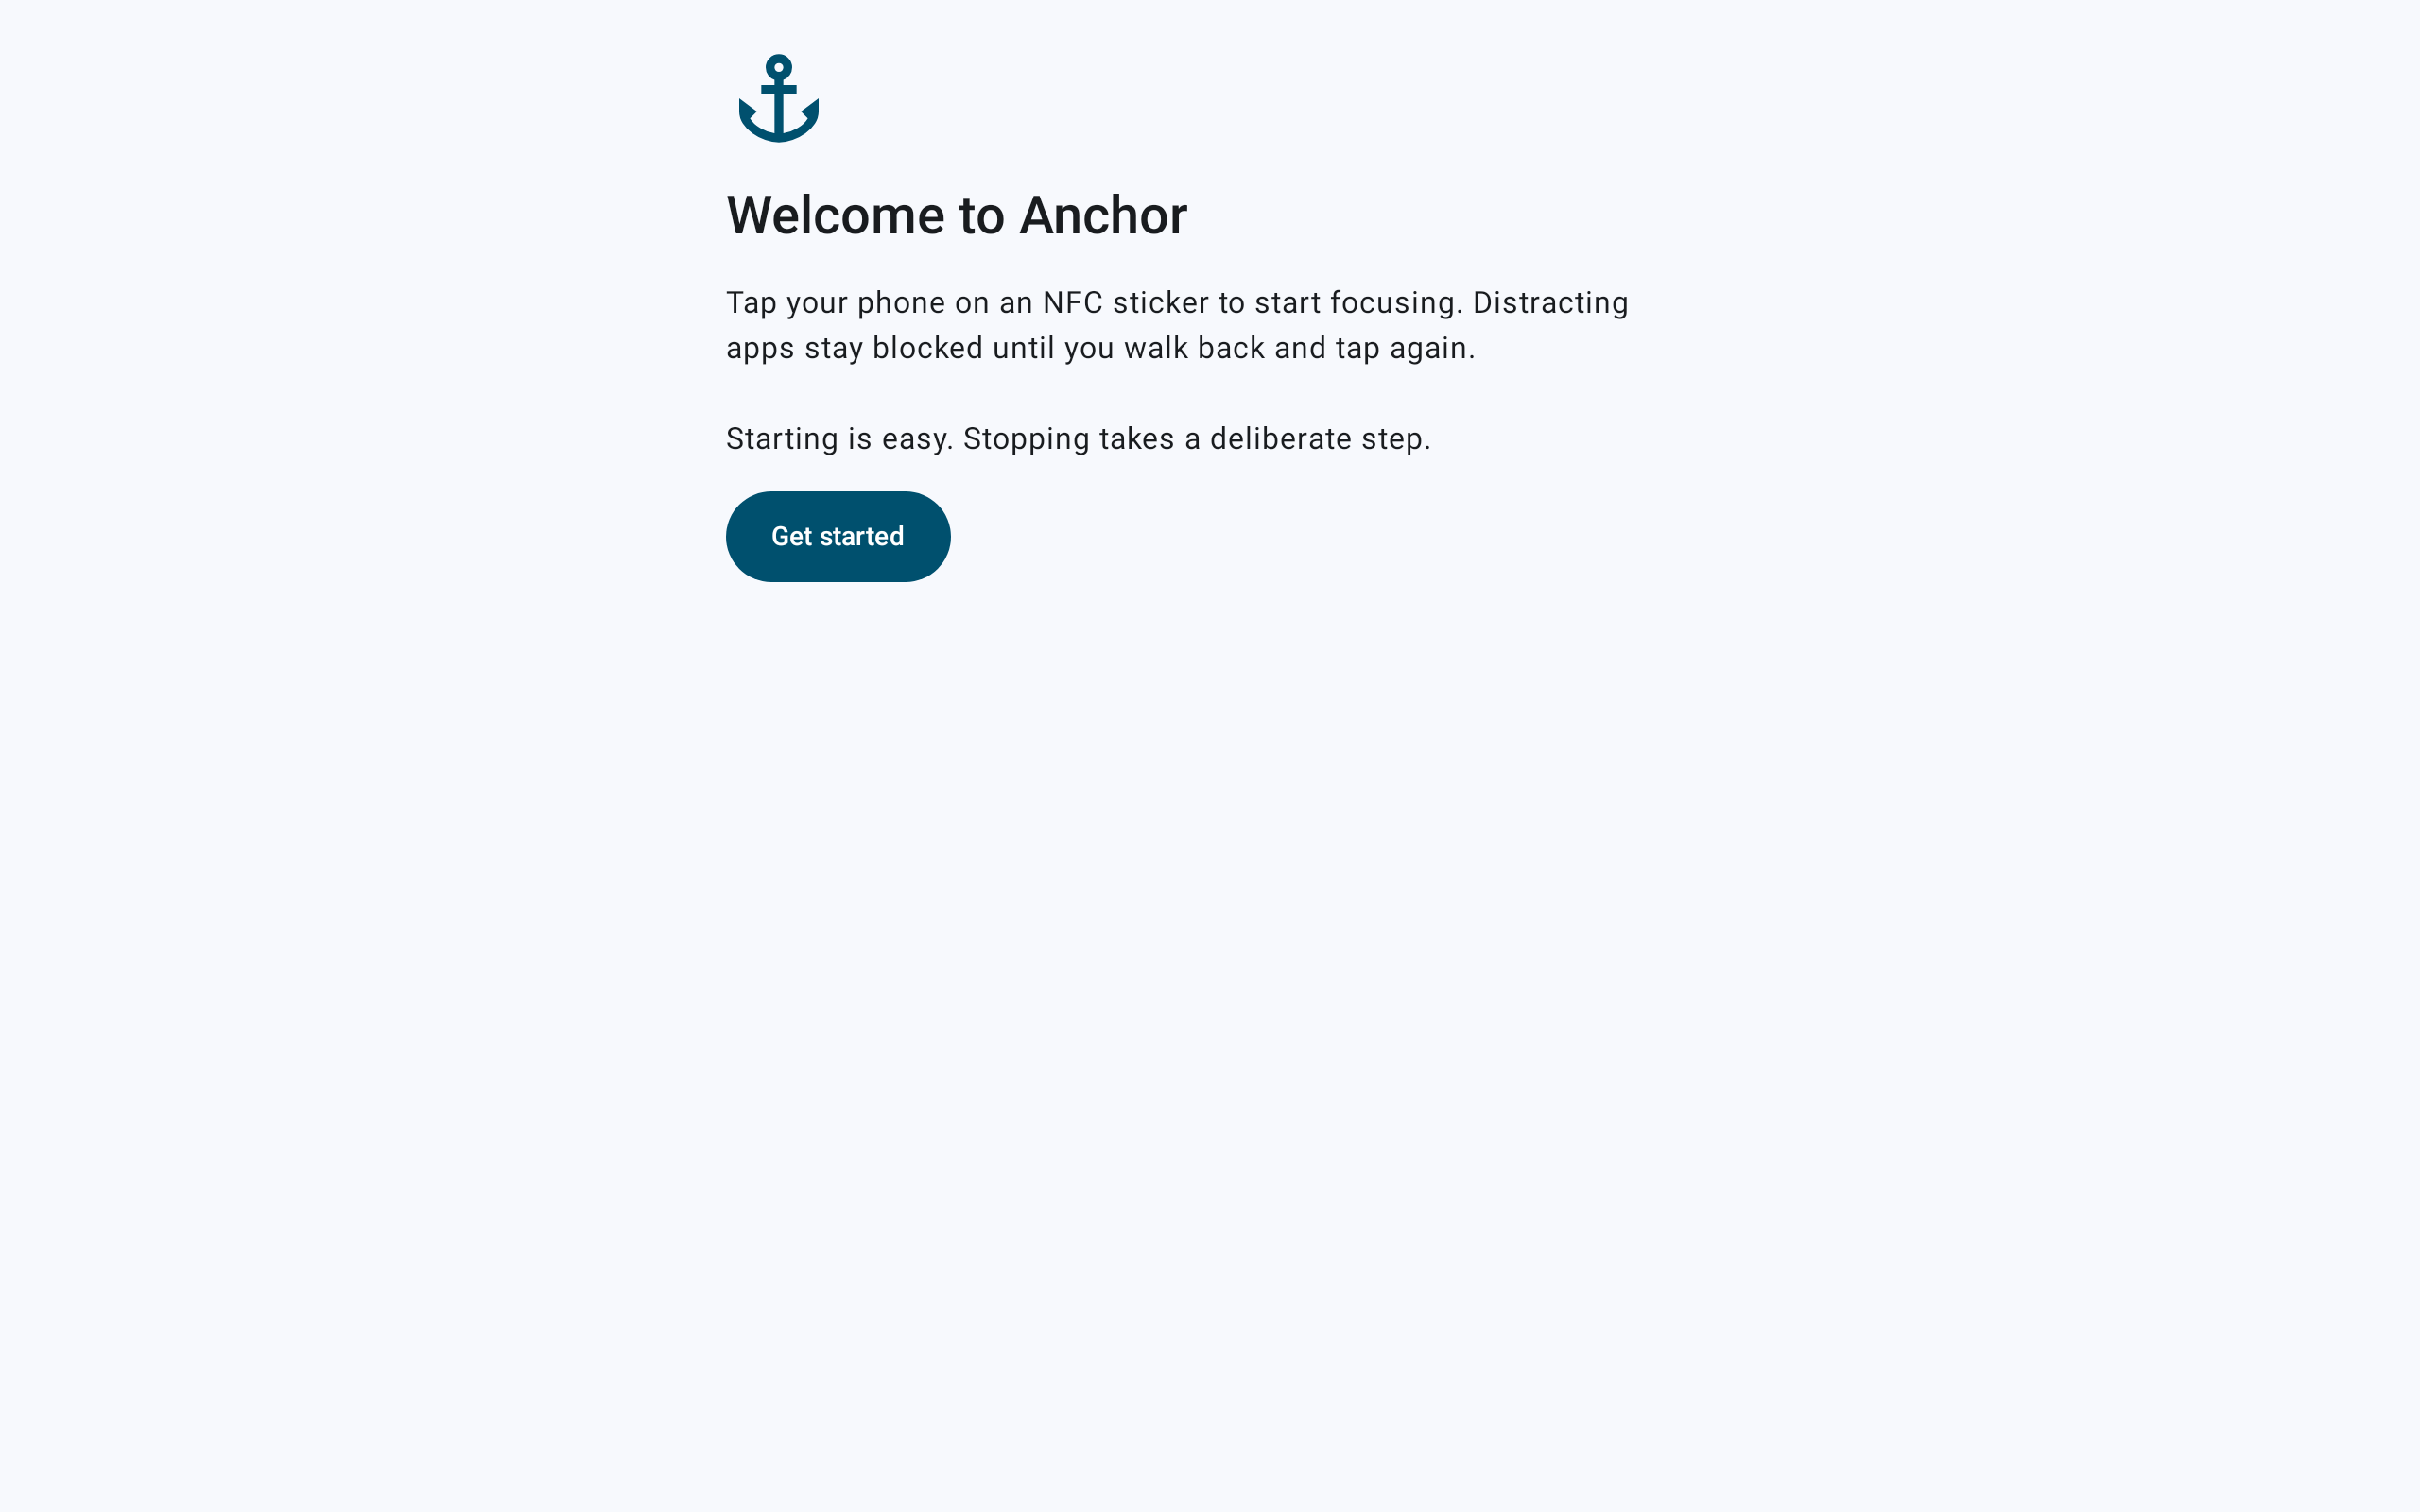 Welcome to Anchor
Tap your phone on an NFC sticker to start focusing. Distracting
apps stay blocked until you walk back and tap again.
Starting is easy. Stopping takes a deliberate step.
Get started